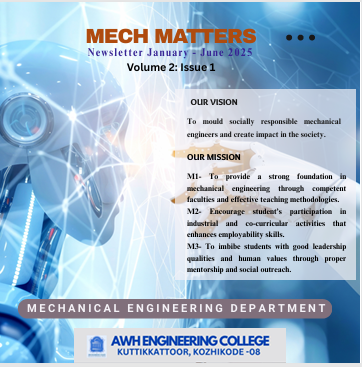 MECH MATTERS
Newsletter January - June 2025
Volume 2: Issue 1
OUR VISION
To mould socially responsible mechanical
engineers and create impact in the society.
OUR MISSION
M1- To provide a strong foundation in
mechanical engineering through competent
faculties and effective teaching methodologies.
M2- Encourage student's participation in
industrial and co-curricular activities that
enhances employability skills.
M3- To imbibe students with good leadership
qualities and human values through proper
mentorship and social outreach.
MECHANICAL ENGINEERING DEPARTMENT
AWH ENGINEERING COLLEGE
KUTTIKKATTOOR, KOZHIKODE -08